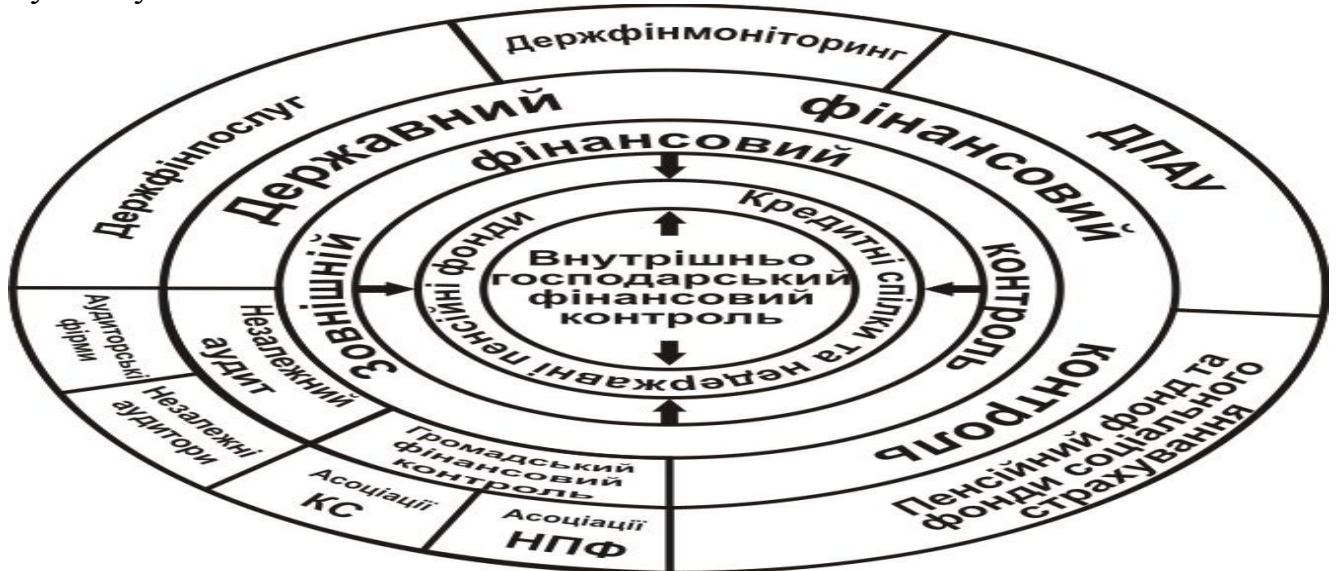 Держфінмоніторинг
Держфінпослуг
ДПАУ
Державний фінансовий контроль
Зовнішній фінансовий контроль
Кредитні спілки та недержавні пенсійні фонди
Внутрішньо
господарський
фінансовий
контроль
Незалежний
аудит
Аудиторські
фірми
Незалежні
аудитори
Громадський
фінансовий
контроль
Асоціації
КС
Асоціації
НПФ
Пенсійний фонд та
фонди соціального
страхування